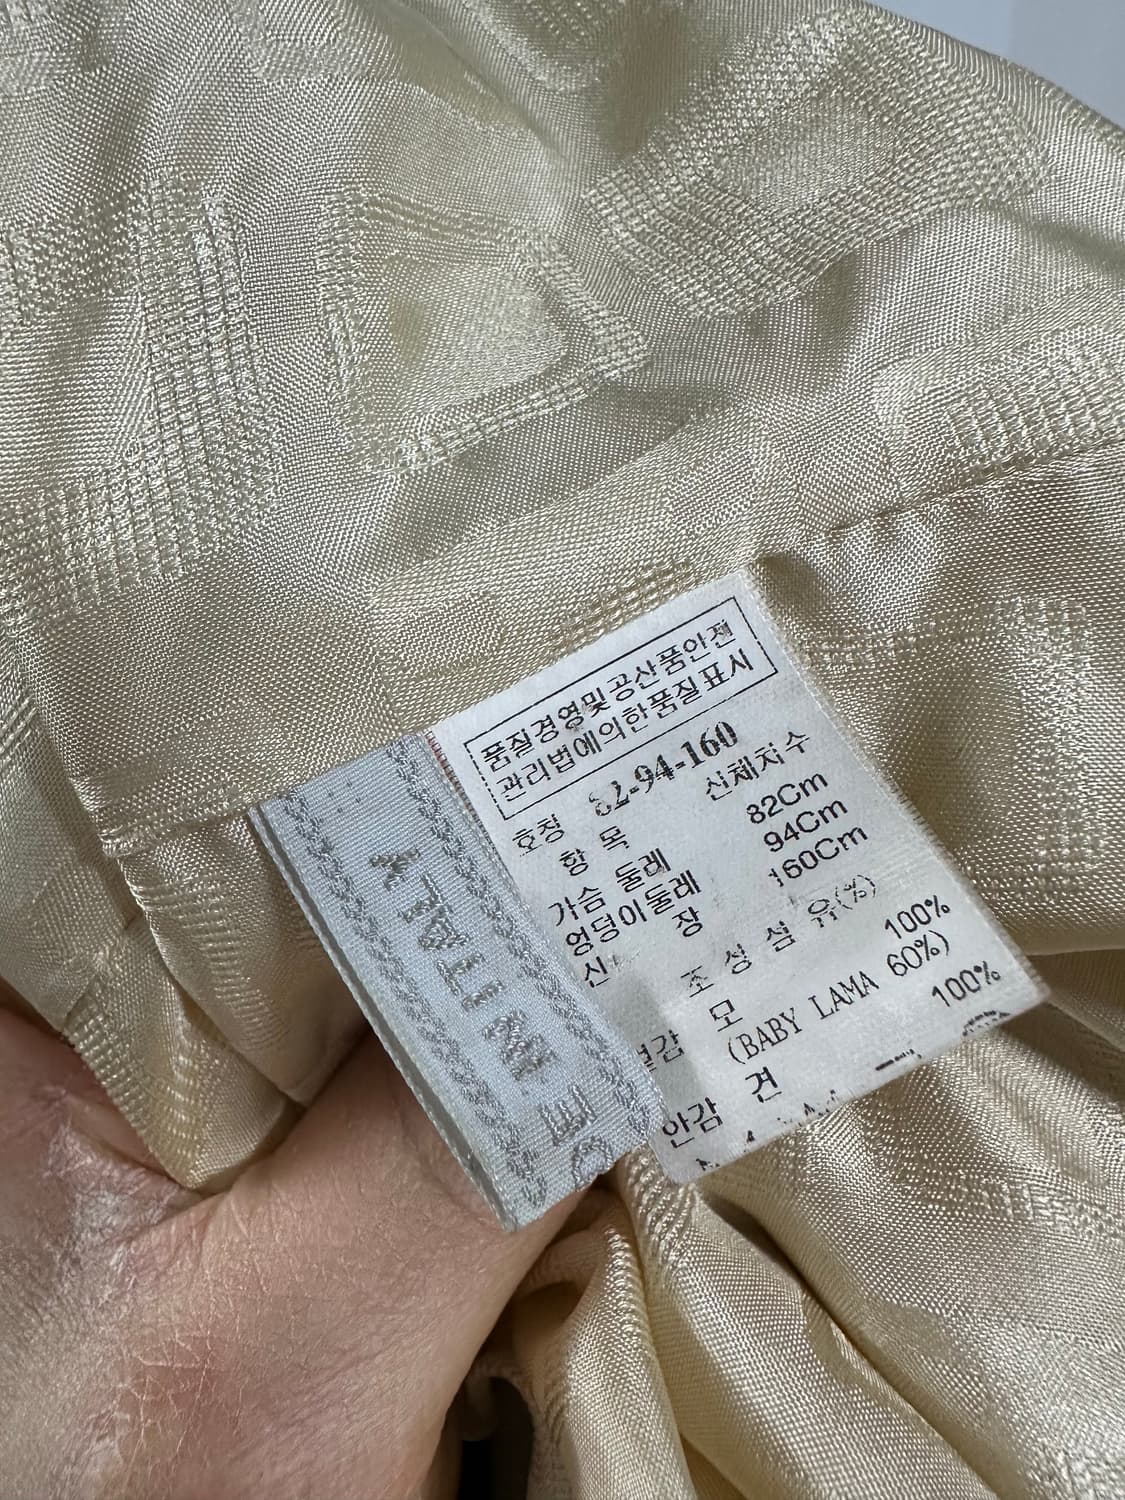 품질경영및공산품안전
관리법에의한품질표시
호칭 82-94-160
항 목 신체치수
가슴 둘레 82Cm
엉덩이둘레 94Cm
신 장 160Cm
조 성 섬 유(%)
겉감 모 100%
(BABY LAMA 60%)
안감 견 100%
IN ITALY